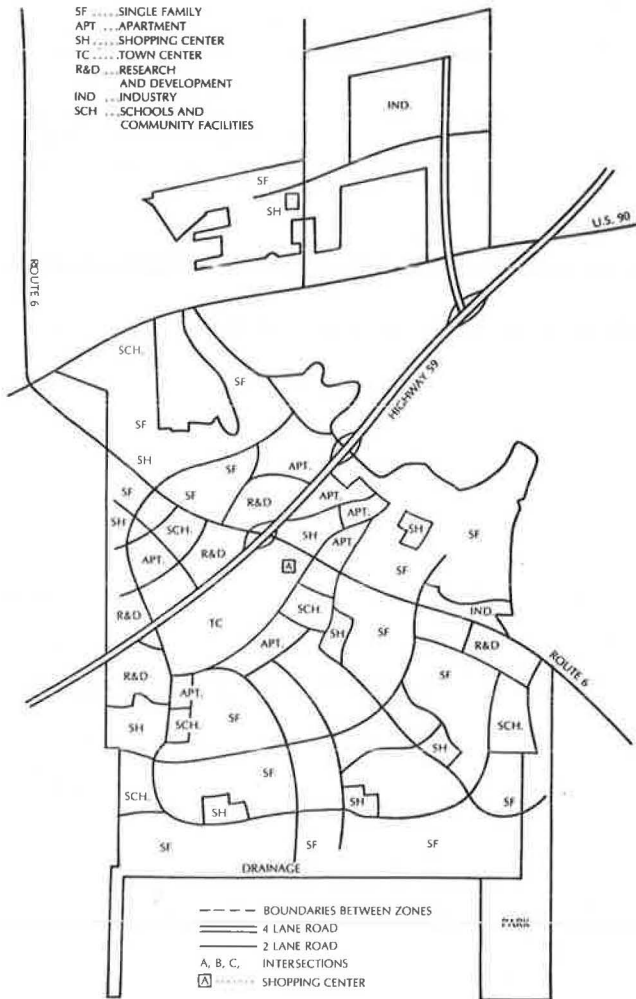 SF ..... SINGLE FAMILY
APT ... APARTMENT
SH ..... SHOPPING CENTER
TC ..... TOWN CENTER
R&D ... RESEARCH
AND DEVELOPMENT
IND ... INDUSTRY
SCH ... SCHOOLS AND
COMMUNITY FACILITIES
IND.
SF
SH
U.S. 90
ROUTE 6
SCH.
SF
HIGHWAY 59
SF
SH
SF
APT.
SF
SF
R&D
APT.
SH
SCH.
APT.
SH
SF
R&D
SH
APT.
APT.
A
SF
SCH.
R&D
TC
SH
SF
IND
APT.
R&D
ROUTE 6
R&D
APT.
SF
SH
SCH.
SF
SCH.
SH
SF
SCH.
SH
SH
SF
SF
SF
SF
DRAINAGE
PARK
BOUNDARIES BETWEEN ZONES
4 LANE ROAD
2 LANE ROAD
A, B, C, INTERSECTIONS
A SHOPPING CENTER